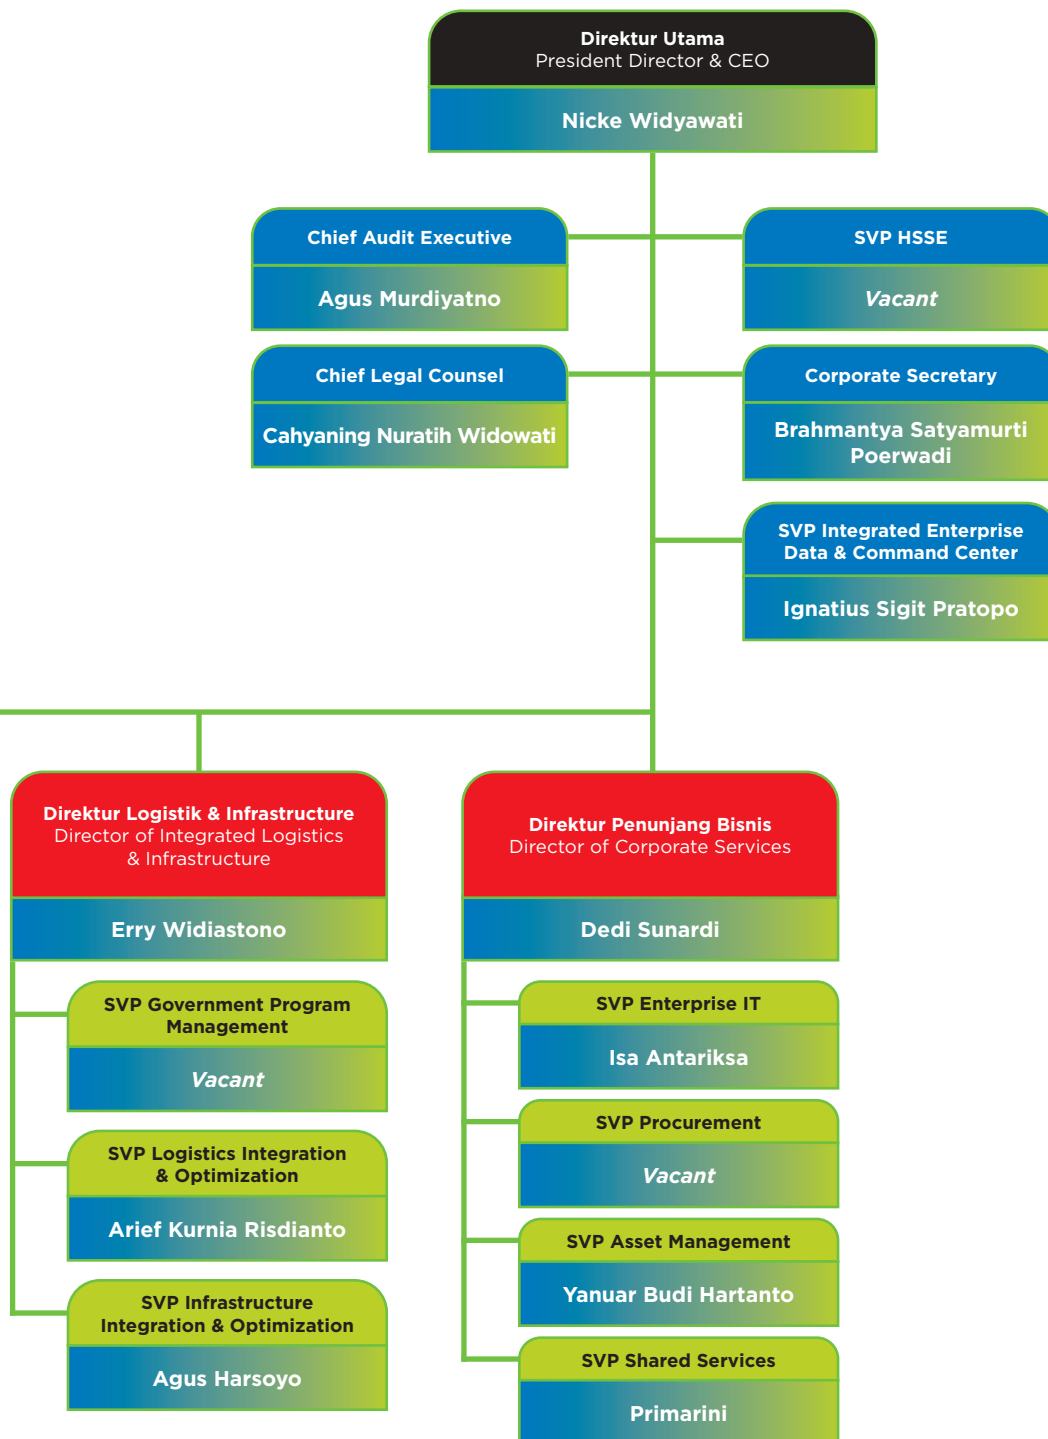 Direktur Utama
President Director & CEO
Nicke Widyawati
Chief Audit Executive
Agus Murdiyatno
SVP HSSE
Vacant
Chief Legal Counsel
Cahyaning Nuratih Widowati
Corporate Secretary
Brahmantya Satyamurti
Poerwadi
SVP Integrated Enterprise
Data & Command Center
Ignatius Sigit Pratopo
Direktur Logistik & Infrastructure
Director of Integrated Logistics
& Infrastructure
Erry Widiastono
SVP Government Program
Management
Vacant
SVP Logistics Integration
& Optimization
Arief Kurnia Risdianto
SVP Infrastructure
Integration & Optimization
Agus Harsoyo
Direktur Penunjang Bisnis
Director of Corporate Services
Dedi Sunardi
SVP Enterprise IT
Isa Antariksa
SVP Procurement
Vacant
SVP Asset Management
Yanuar Budi Hartanto
SVP Shared Services
Primarini